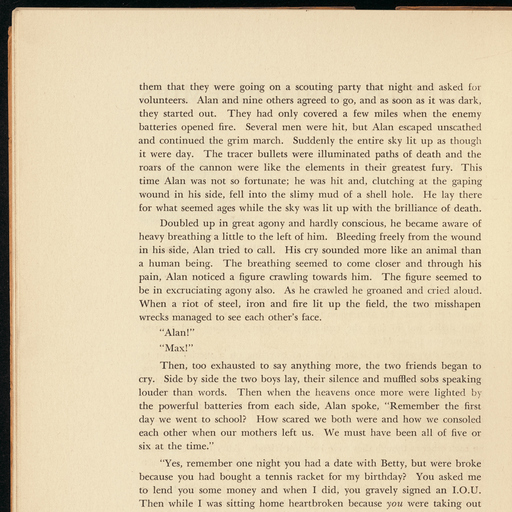 them that they were going on a scouting party that night and asked for
volunteers. Alan and nine others agreed to go, and as soon as it was dark,
they started out. They had only covered a few miles when the enemy
batteries opened fire. Several men were hit, but Alan escaped unscathed
and continued the grim march. Suddenly the entire sky lit up as though
it were day. The tracer bullets were illuminated paths of death and the
roars of the cannon were like the elements in their greatest fury. This
time Alan was not so fortunate; he was hit and, clutching at the gaping
wound in his side, fell into the slimy mud of a shell hole. He lay there
for what seemed ages while the sky was lit up with the brilliance of death.
Doubled up in great agony and hardly conscious, he became aware of
heavy breathing a little to the left of him. Bleeding freely from the wound
in his side, Alan tried to call. His cry sounded more like an animal than
a human being. The breathing seemed to come closer and through his
pain, Alan noticed a figure crawling towards him. The figure seemed to
be in excruciating agony also. As he crawled he groaned and cried aloud.
When a riot of steel, iron and fire lit up the field, the two misshapen
wrecks managed to see each other's face.
"Alan!"
"Max!"
Then, too exhausted to say anything more, the two friends began to
cry. Side by side the two boys lay, their silence and muffled sobs speaking
louder than words. Then when the heavens once more were lighted by
the powerful batteries from each side, Alan spoke, "Remember the first
day we went to school? How scared we both were and how we consoled
each other when our mothers left us. We must have been all of five or
six at the time."
"Yes, remember one night you had a date with Betty, but were broke
because you had bought a tennis racket for my birthday? You asked me
to lend you some money and when I did, you gravely signed an I.O.U.
Then while I was sitting home heartbroken because you were taking out